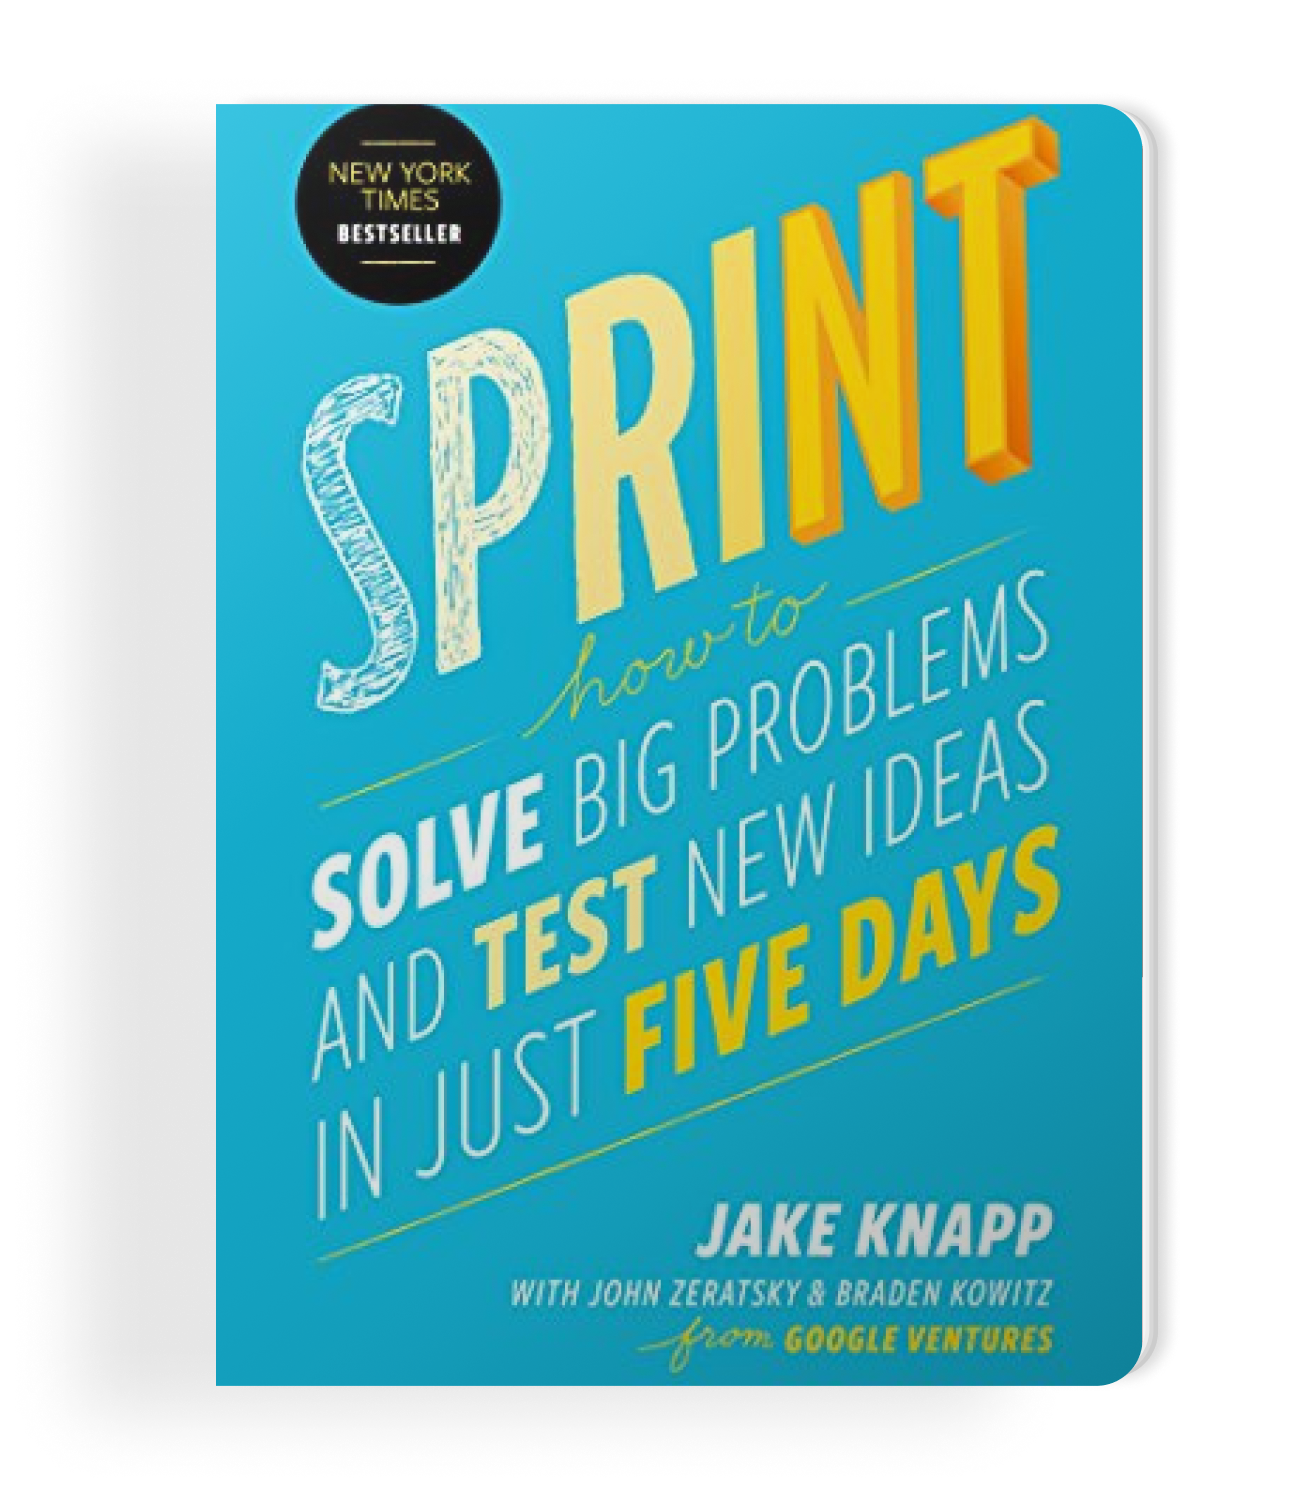 NEW YORK
TIMES
BESTSELLER
SPRINT
how to
SOLVE BIG PROBLEMS
AND TEST NEW IDEAS
IN JUST FIVE DAYS
JAKE KNAPP
WITH JOHN ZERATSKY & BRADEN KOWITZ
from GOOGLE VENTURES